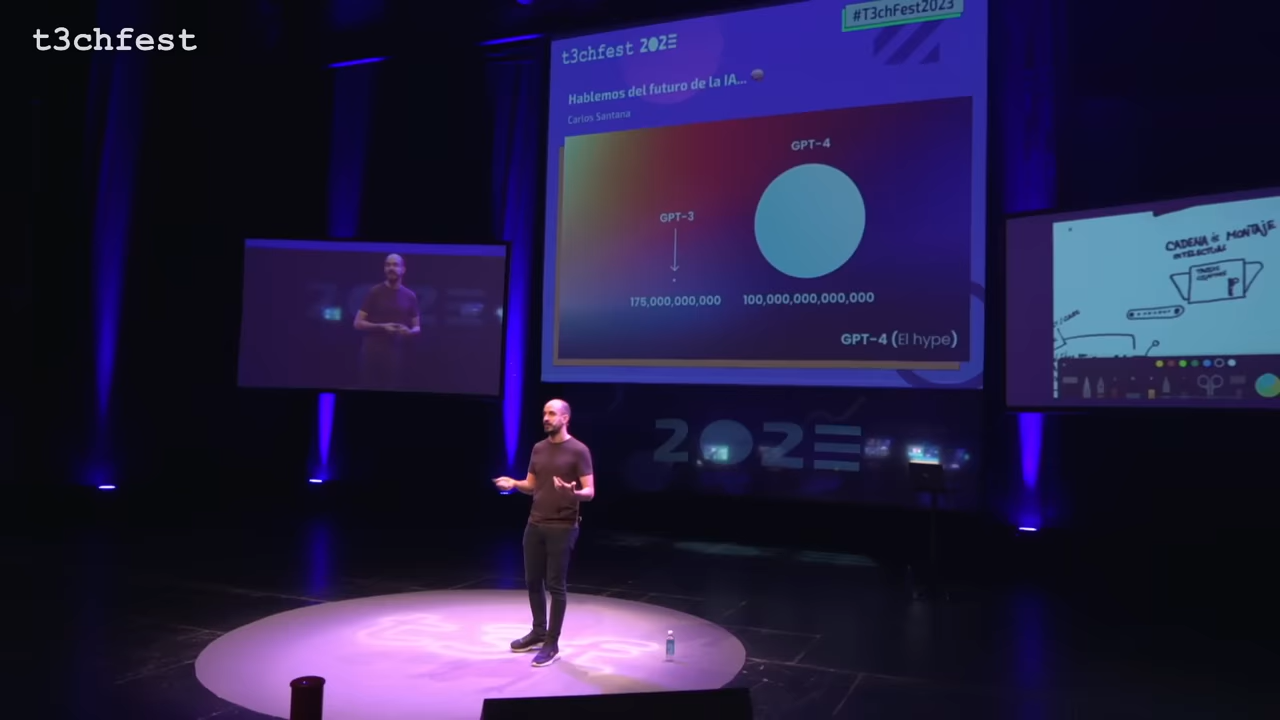 t3chfest
#T3chFest2023
t3chfest 2023
Hablemos del futuro de la IA...
Carlos Santana
GPT-4
GPT-3
175,000,000,000
100,000,000,000,000
GPT-4 (El hype)
CADENA DE MONTAJE
INTELECTUAL
2023